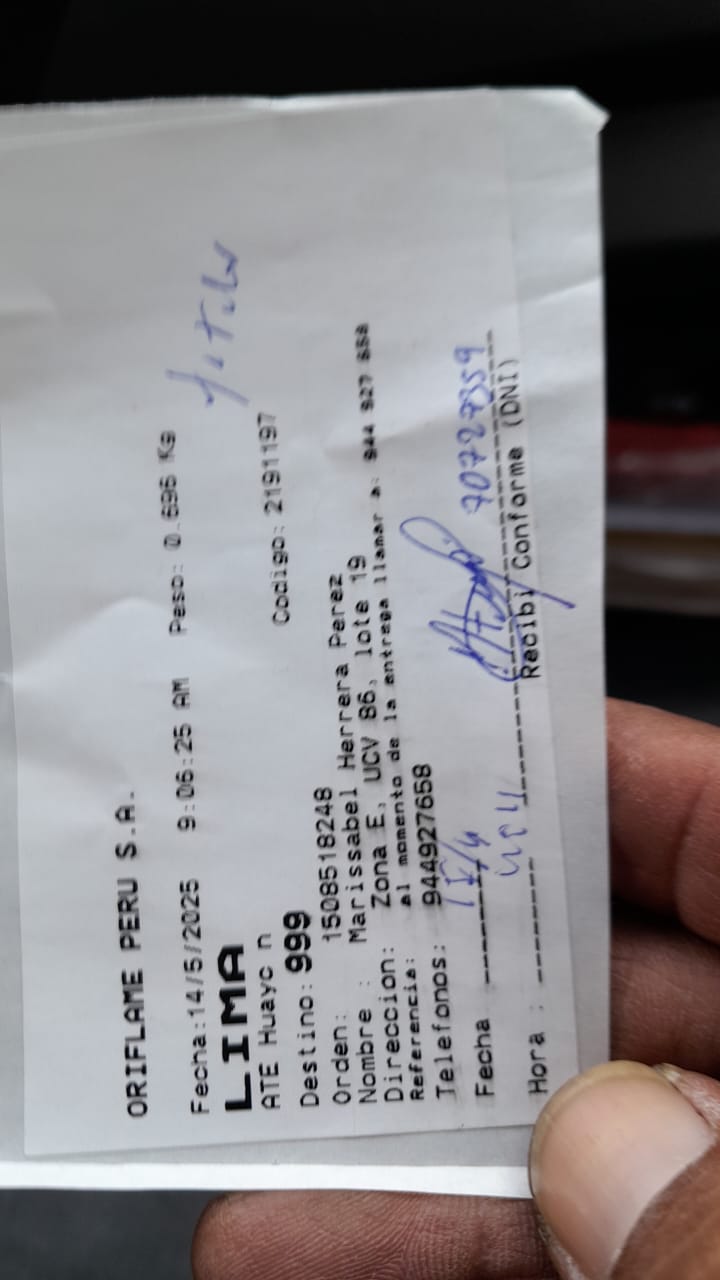 ORIFLAME PERU S.A.
Fecha:14/5/2025 9:06:25 AM Peso: 0.696 Kg
LIMA
ATE Huayc n Codigo: 2191197
Destino: 999
Orden: 1508518248
Nombre : Marissabel Herrera Perez
Direccion: Zona E, UCV 86, lote 19
Referencia: al momento de la entrega llamar a: 944 927 658
Telefonos: 944927658
Fecha 70727359
Hora : Recibi Conforme (DNI)